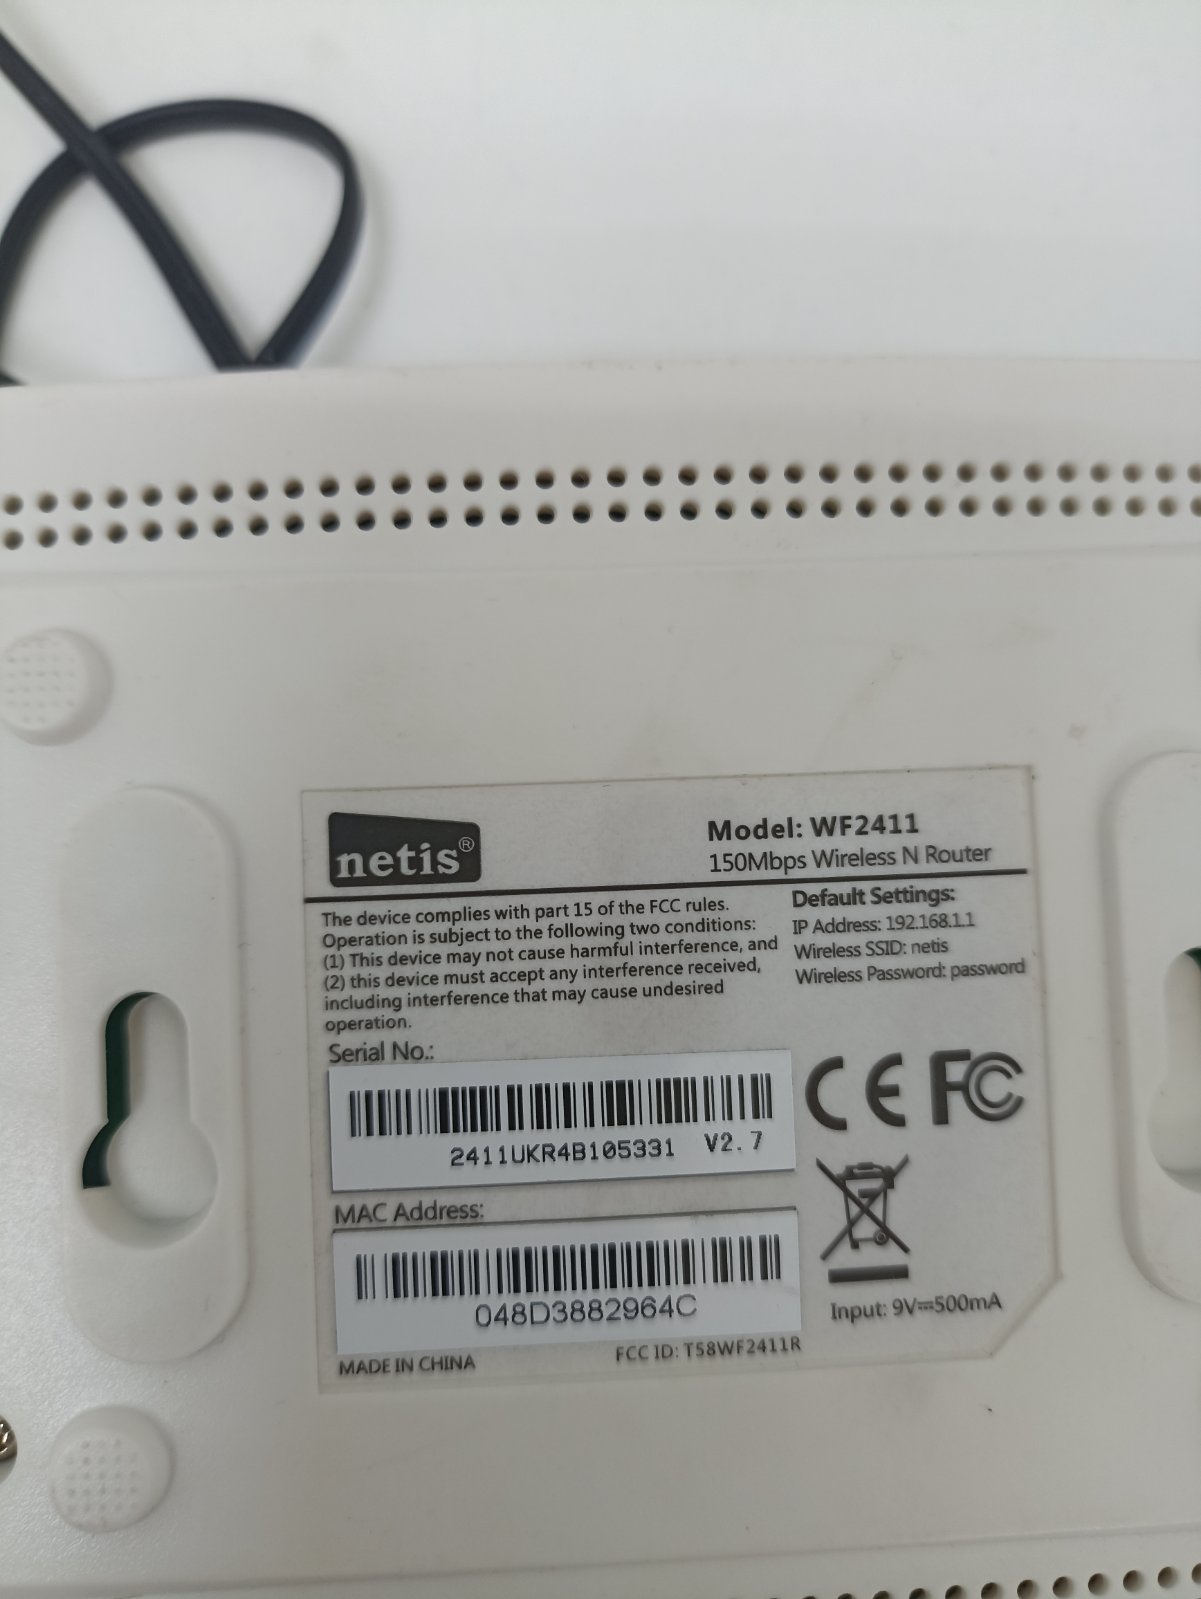 netis®
Model: WF2411
150Mbps Wireless N Router
The device complies with part 15 of the FCC rules.
Operation is subject to the following two conditions:
(1) This device may not cause harmful interference, and
(2) this device must accept any interference received,
including interference that may cause undesired
operation.
Default Settings:
IP Address: 192.168.1.1
Wireless SSID: netis
Wireless Password: password
Serial No.:
2411UKR4B105331 V2.7
MAC Address:
048D3882964C
CE FC
Input: 9V⎓500mA
MADE IN CHINA
FCC ID: T58WF2411R